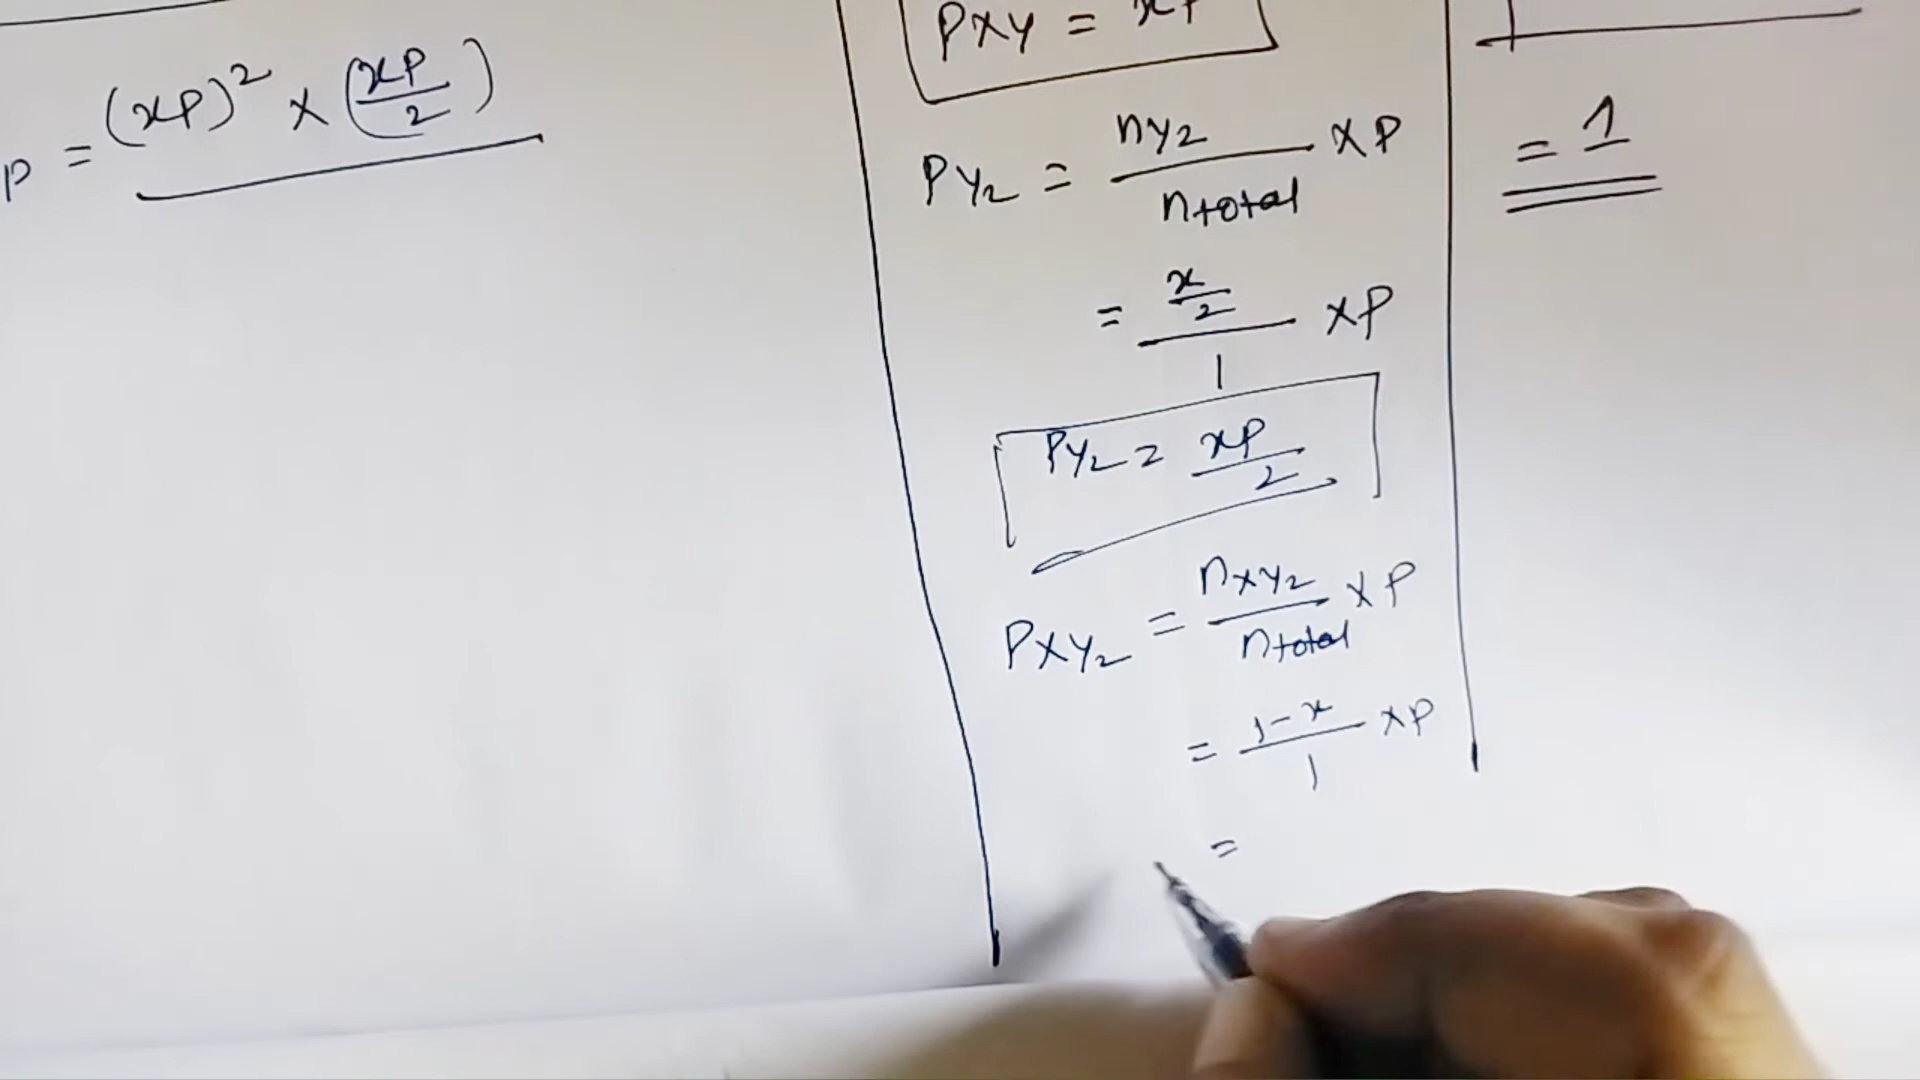 P = (xP)² × (xP/2)
PXY = xP
PY₂ = nY₂/ntotal × P
= x/2/1 × P
PY₂ = xP/2
PXY₂ = nXY₂/ntotal × P
= 1-x/1 × P
=
= 1